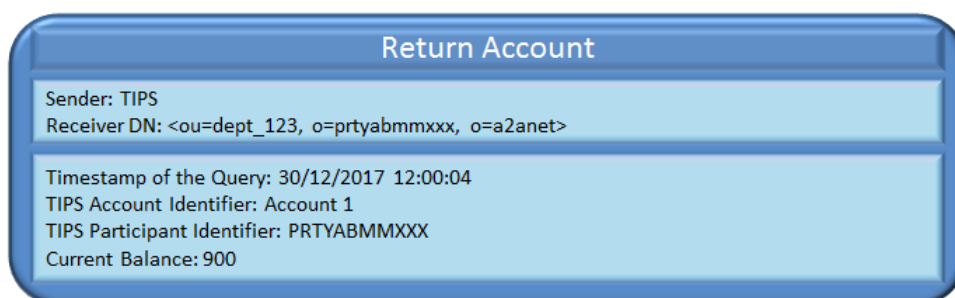 Return Account
Sender: TIPS
Receiver DN: <ou=dept_123, o=prtyabmmxxx, o=a2anet>
Timestamp of the Query: 30/12/2017 12:00:04
TIPS Account Identifier: Account 1
TIPS Participant Identifier: PRTYABMMXXX
Current Balance: 900